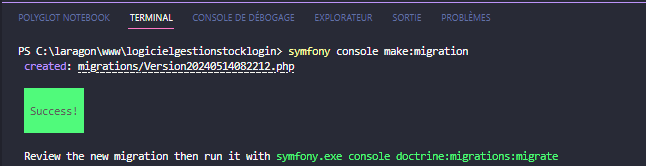 POLYGLOT NOTEBOOK TERMINAL CONSOLE DE DÉBOGAGE EXPLORATEUR SORTIE PROBLÈMES
PS C:\laragon\www\logicielgestionstocklogin> symfony console make:migration
created: migrations/Version20240514082212.php
Success!
Review the new migration then run it with symfony.exe console doctrine:migrations:migrate